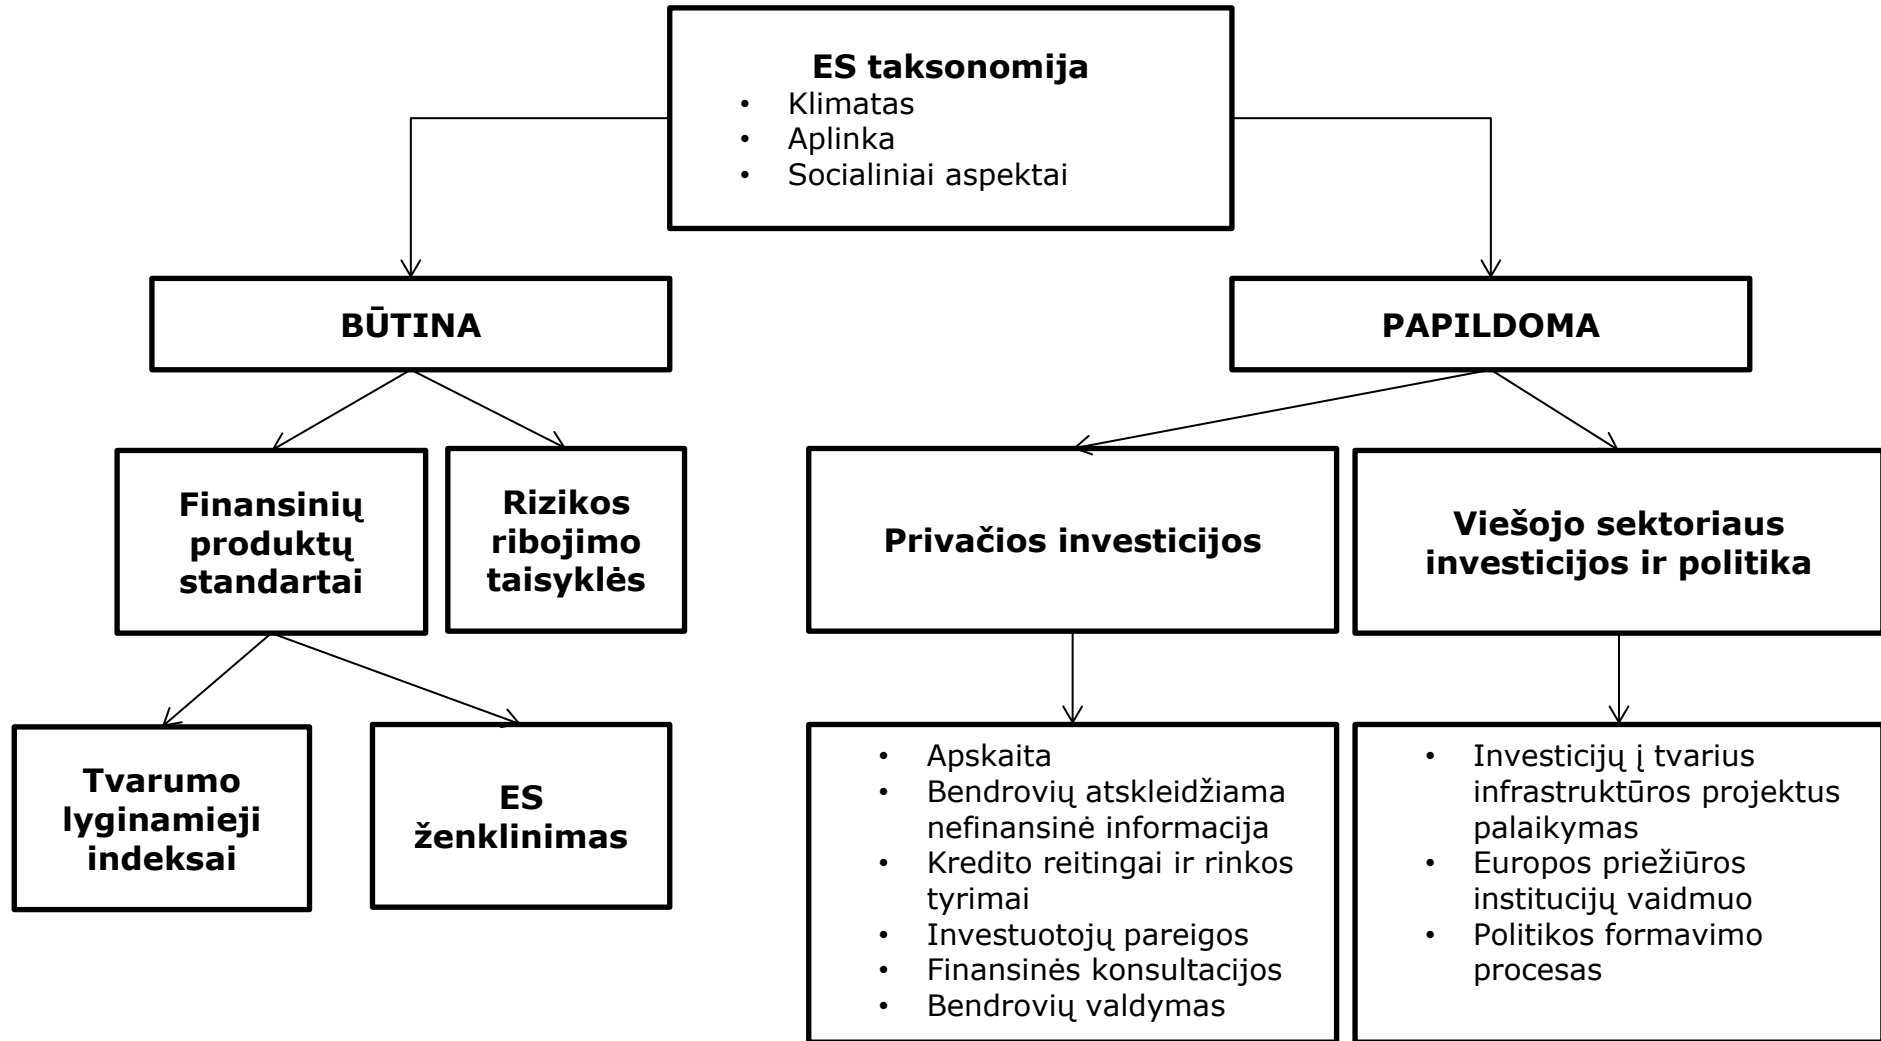 ES taksonomija
• Klimatas
• Aplinka
• Socialiniai aspektai
BŪTINA
PAPILDOMA
Finansinių
produktų
standartai
Rizikos
ribojimo
taisyklės
Privačios investicijos
Viešojo sektoriaus
investicijos ir politika
Tvarumo
lyginamieji
indeksai
ES
ženklinimas
• Apskaita
• Bendrovių atskleidžiama
nefinansinė informacija
• Kredito reitingai ir rinkos
tyrimai
• Investuotojų pareigos
• Finansinės konsultacijos
• Bendrovių valdymas
• Investicijų į tvarius
infrastruktūros projektus
palaikymas
• Europos priežiūros
institucijų vaidmuo
• Politikos formavimo
procesas